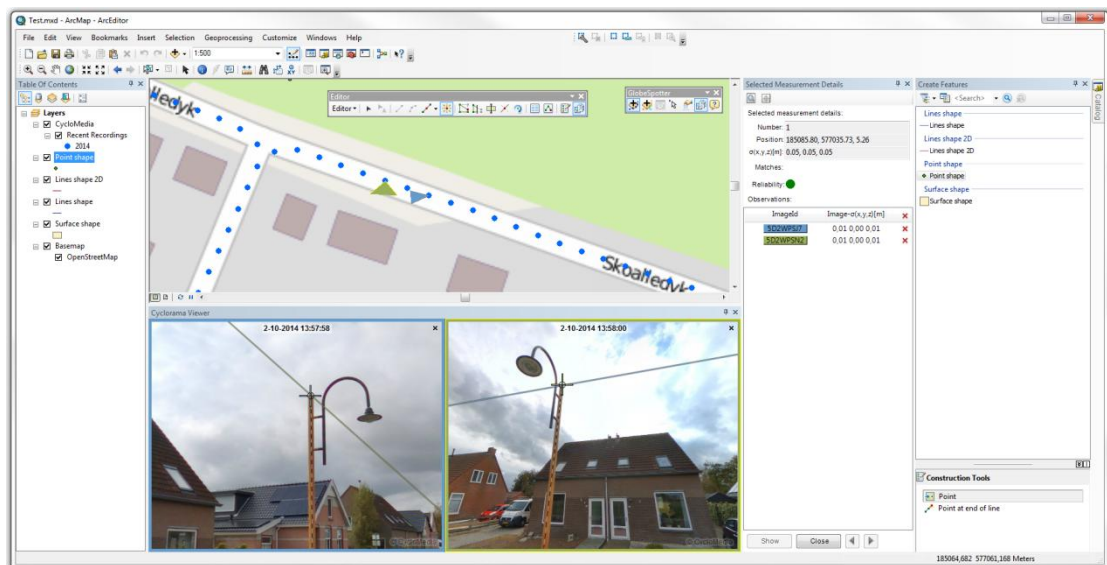 Test.mxd - ArcMap - ArcEditor
File Edit View Bookmarks Insert Selection Geoprocessing Customize Windows Help
1:500
Table Of Contents
Layers
CycloMedia
Recent Recordings
2014
Point shape
Lines shape 2D
Lines shape
Surface shape
Basemap
OpenStreetMap
Editor
Editor
GlobeSpotter
Skoalledyk
Cyclorama Viewer
2-10-2014 13:57:58
2-10-2014 13:58:00
Selected Measurement Details
Selected measurement details:
Number: 1
Position: 185085.80, 577035.73, 5.26
σ(x,y,z)[m] 0.05, 0.05, 0.05
Matches:
Reliability:
Observations:
ImageId Image-σ(x,y,z)[m]
5D2WPSJ7 0,01 0,00 0,01
5D2WPSN2 0,01 0,00 0,01
Show Close
Create Features
<Search>
Lines shape
Lines shape
Lines shape 2D
Lines shape 2D
Point shape
Point shape
Surface shape
Surface shape
Catalog
Construction Tools
Point
Point at end of line
185064,682 577061,168 Meters